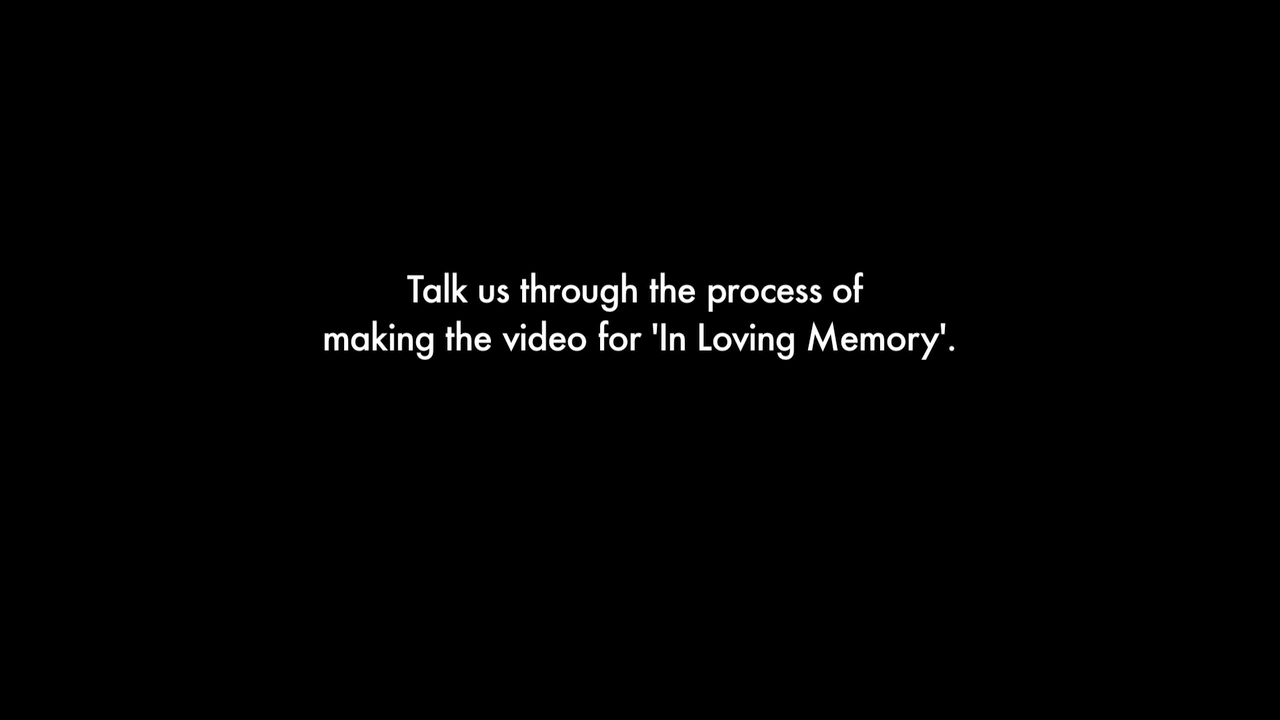 Talk us through the process of
making the video for 'In Loving Memory'.